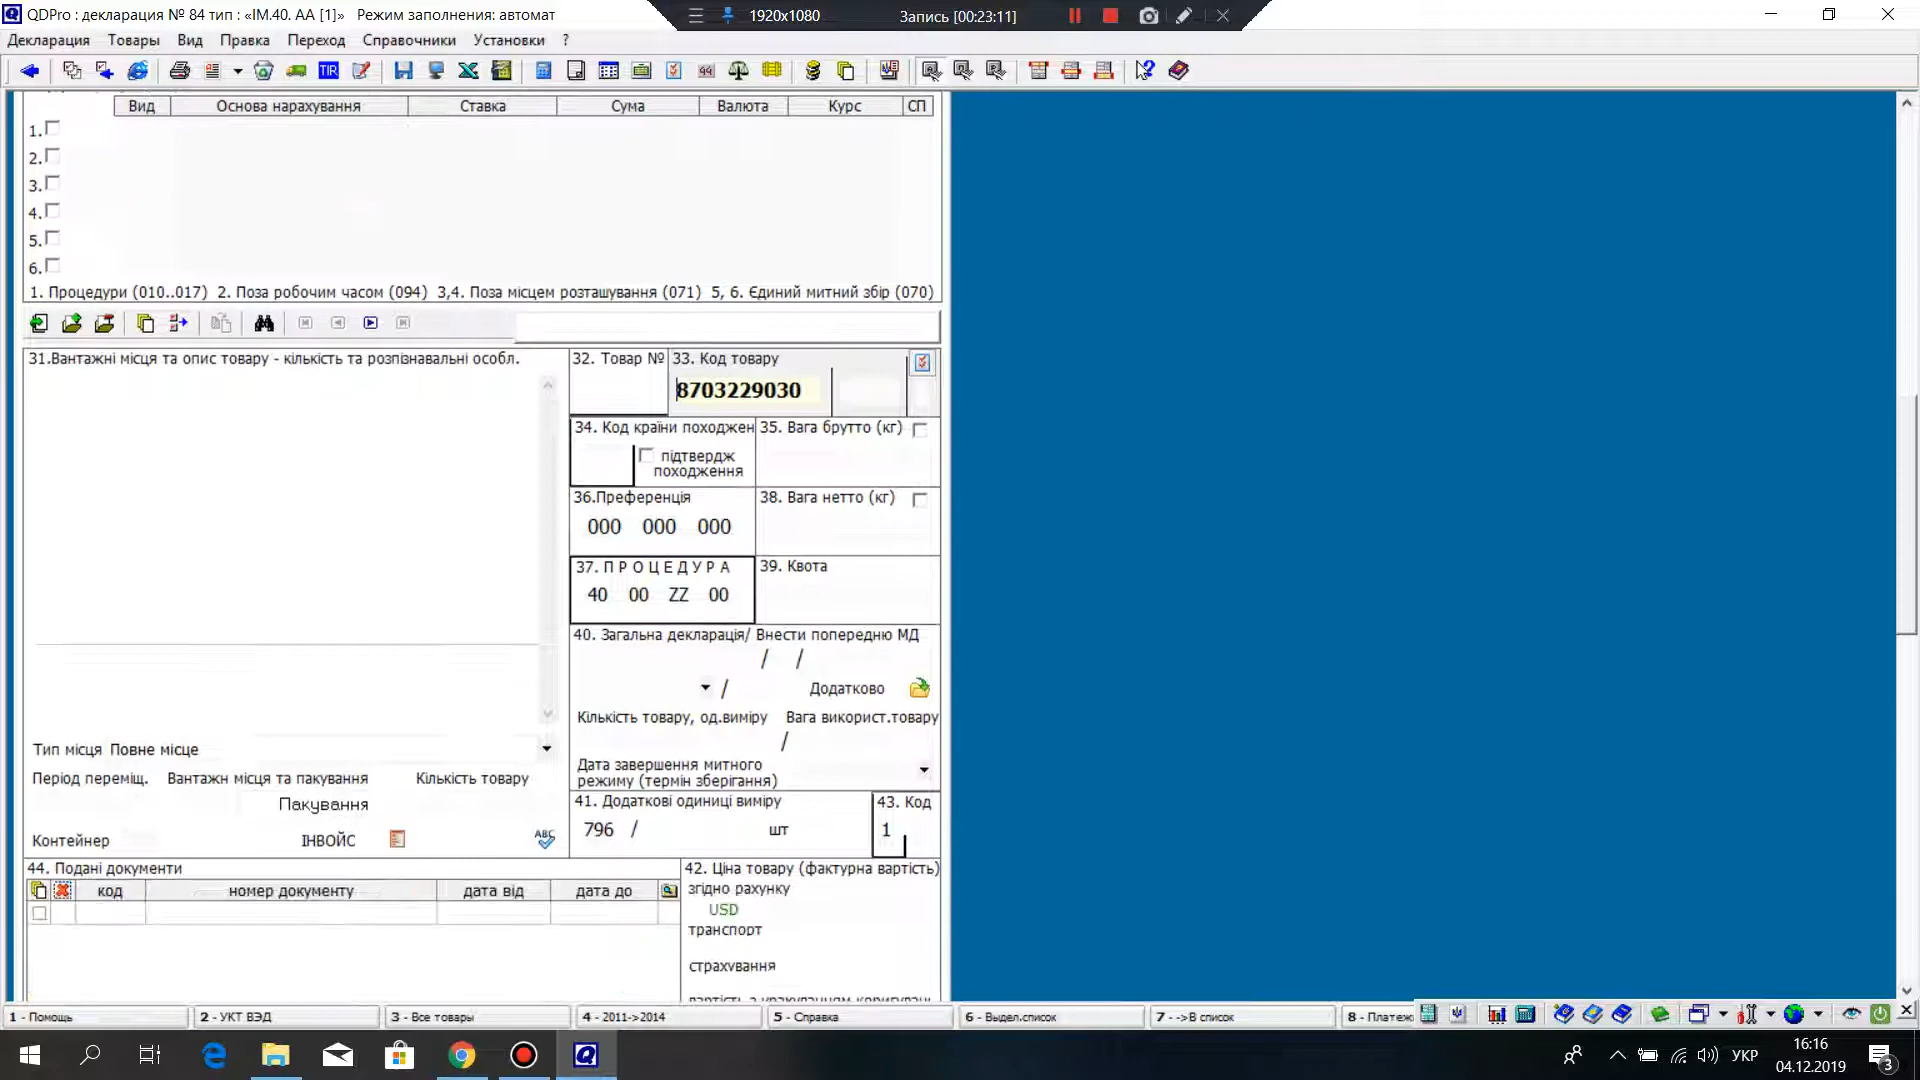 QDPro : декларация № 84 тип : «ІМ.40. АА [1]» Режим заполнения: автомат
1920x1080
Запись [00:23:11]
Декларация Товары Вид Правка Переход Справочники Установки ?
TIR
Вид Основа нарахування Ставка Сума Валюта Курс СП
1.
2.
3.
4.
5.
6.
1. Процедури (010..017) 2. Поза робочим часом (094) 3,4. Поза місцем розташування (071) 5, 6. Єдиний митний збір (070)
31.Вантажні місця та опис товару - кількість та розпізнавальні особл.
32. Товар №
33. Код товару
8703229030
34. Код країни походжен
підтвердж
походження
35. Вага брутто (кг)
36.Преференція
000 000 000
38. Вага нетто (кг)
37. П Р О Ц Е Д У Р А
40 00 ZZ 00
39. Квота
40. Загальна декларація/ Внести попередню МД
/ /
/ Додатково
Кількість товару, од.виміру Вага використ.товару
/
Дата завершення митного
режиму (термін зберігання)
Тип місця Повне місце
Період переміщ. Вантажн місця та пакування Кількість товару
Пакування
Контейнер ІНВОЙС ABC
41. Додаткові одиниці виміру
796 / шт
43. Код
1
44. Подані документи
код номер документу дата від дата до
42. Ціна товару (фактурна вартість)
згідно рахунку
USD
транспорт
страхування
вартість з урахуванням коригуван
1 - Помощь 2 - УКТ ВЭД 3 - Все товары 4 - 2011->2014 5 - Справка 6 - Выдел.список 7 - ->В список 8 - Платежи
УКР
16:16
04.12.2019
3